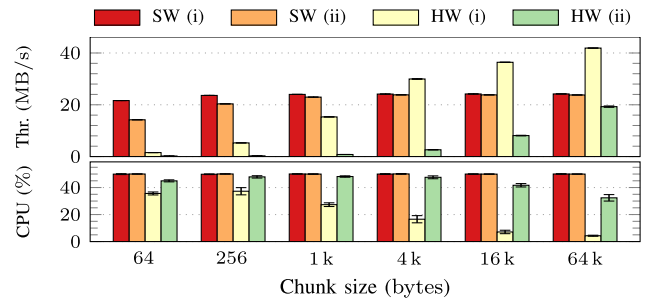 SW (i) SW (ii) HW (i) HW (ii)
Thr. (MB/s)
40
20
0
CPU (%)
40
20
0
64 256 1 k 4 k 16 k 64 k
Chunk size (bytes)